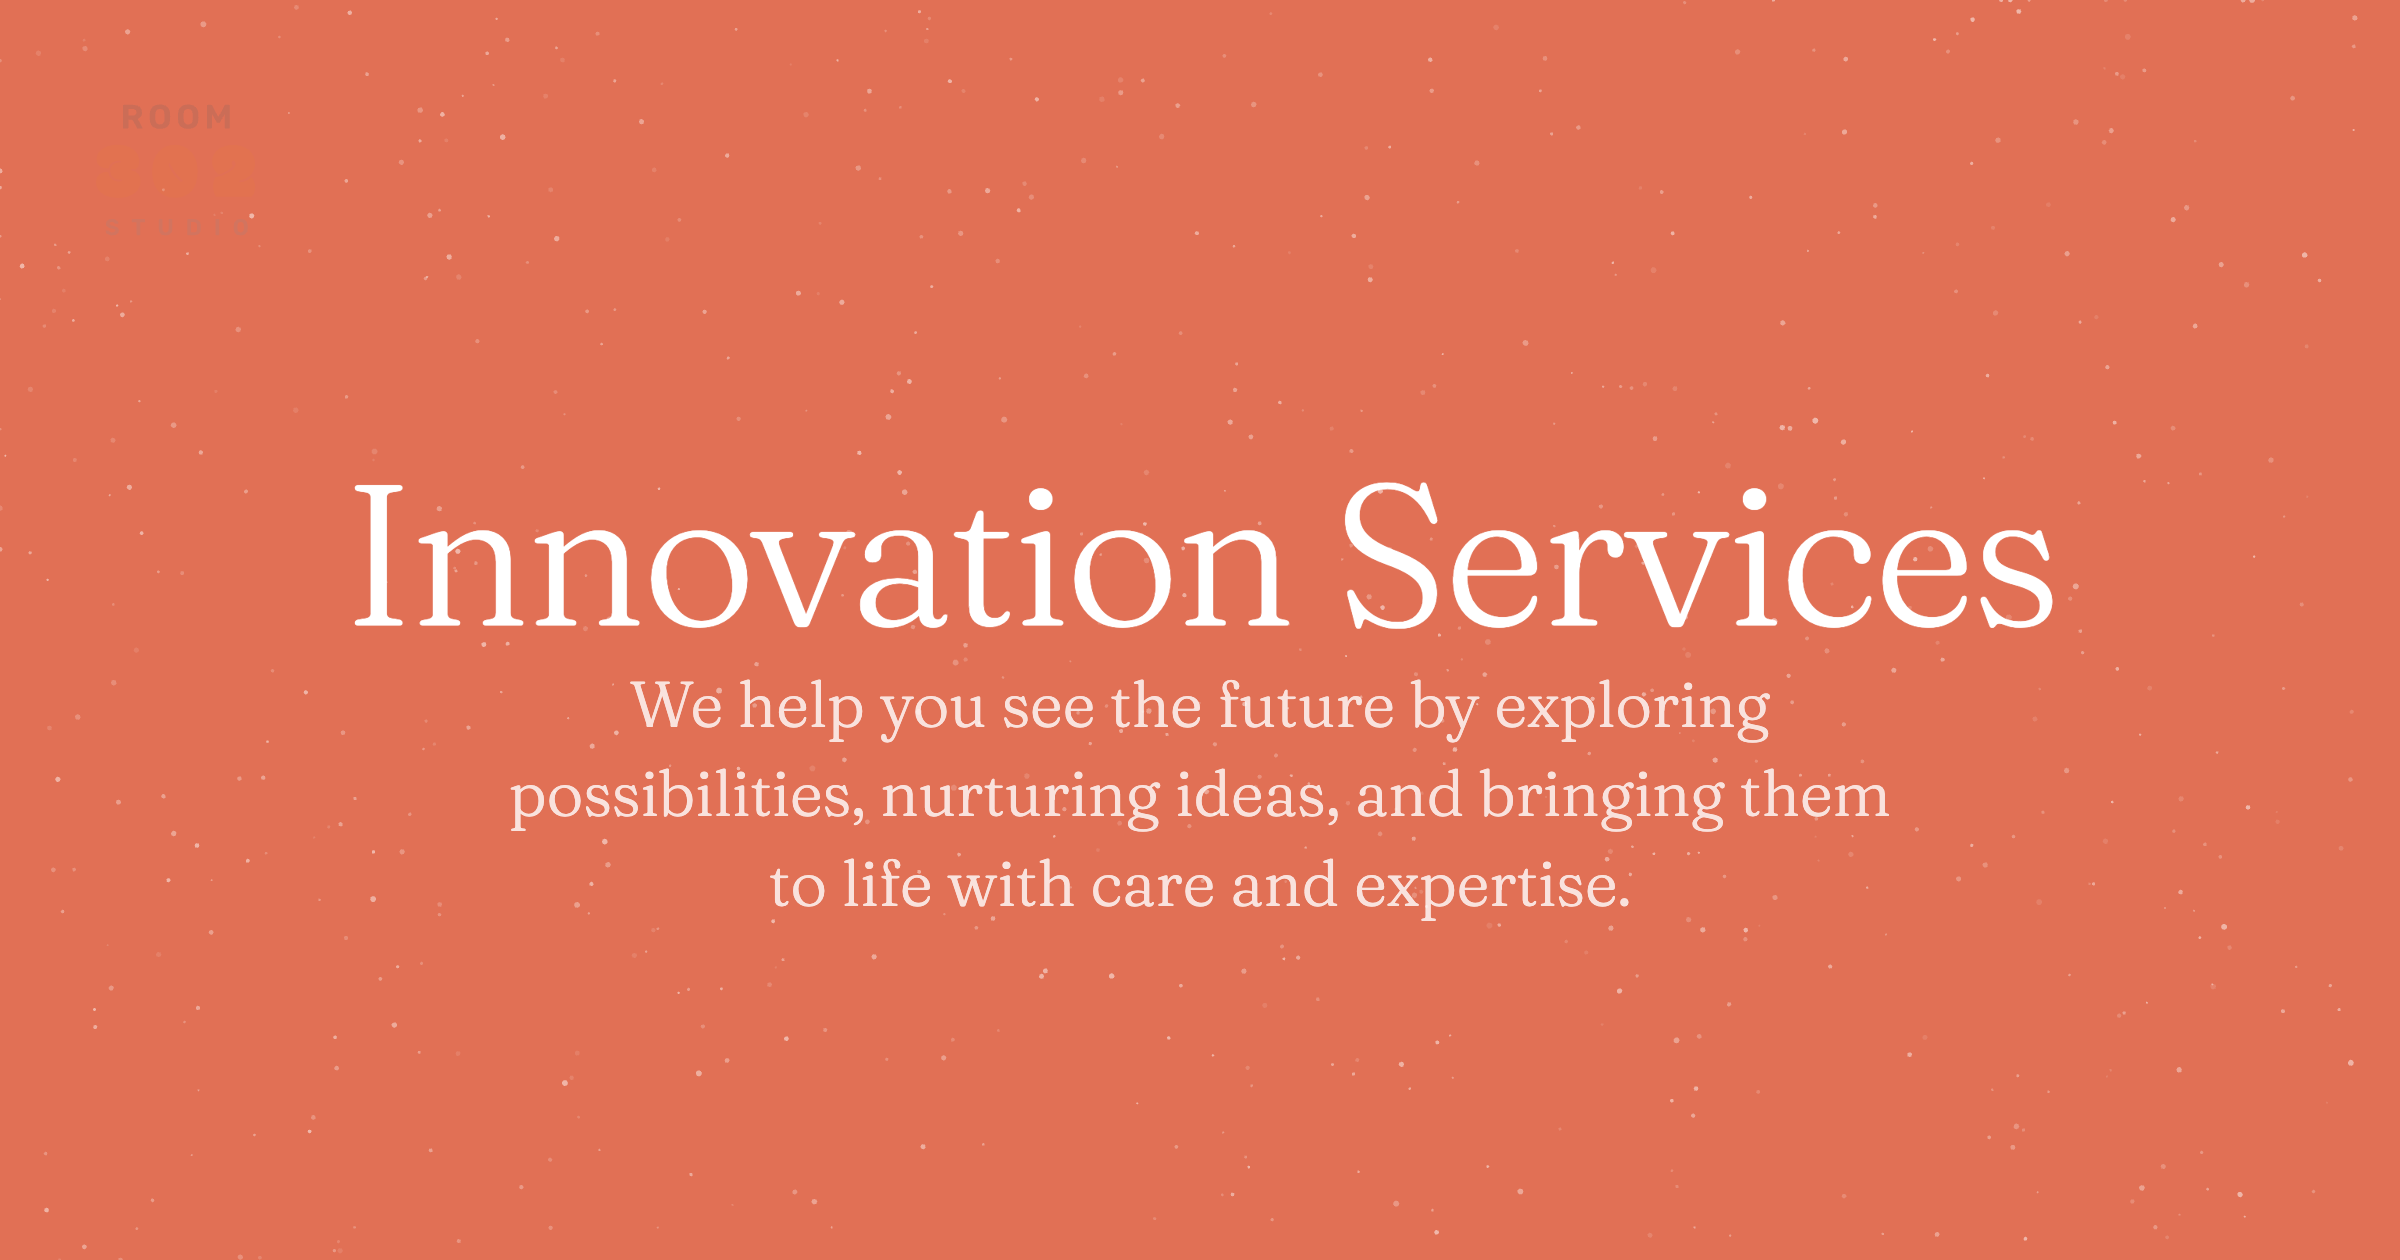 ROOM
202
STUDIO
Innovation Services
We help you see the future by exploring
possibilities, nurturing ideas, and bringing them
to life with care and expertise.